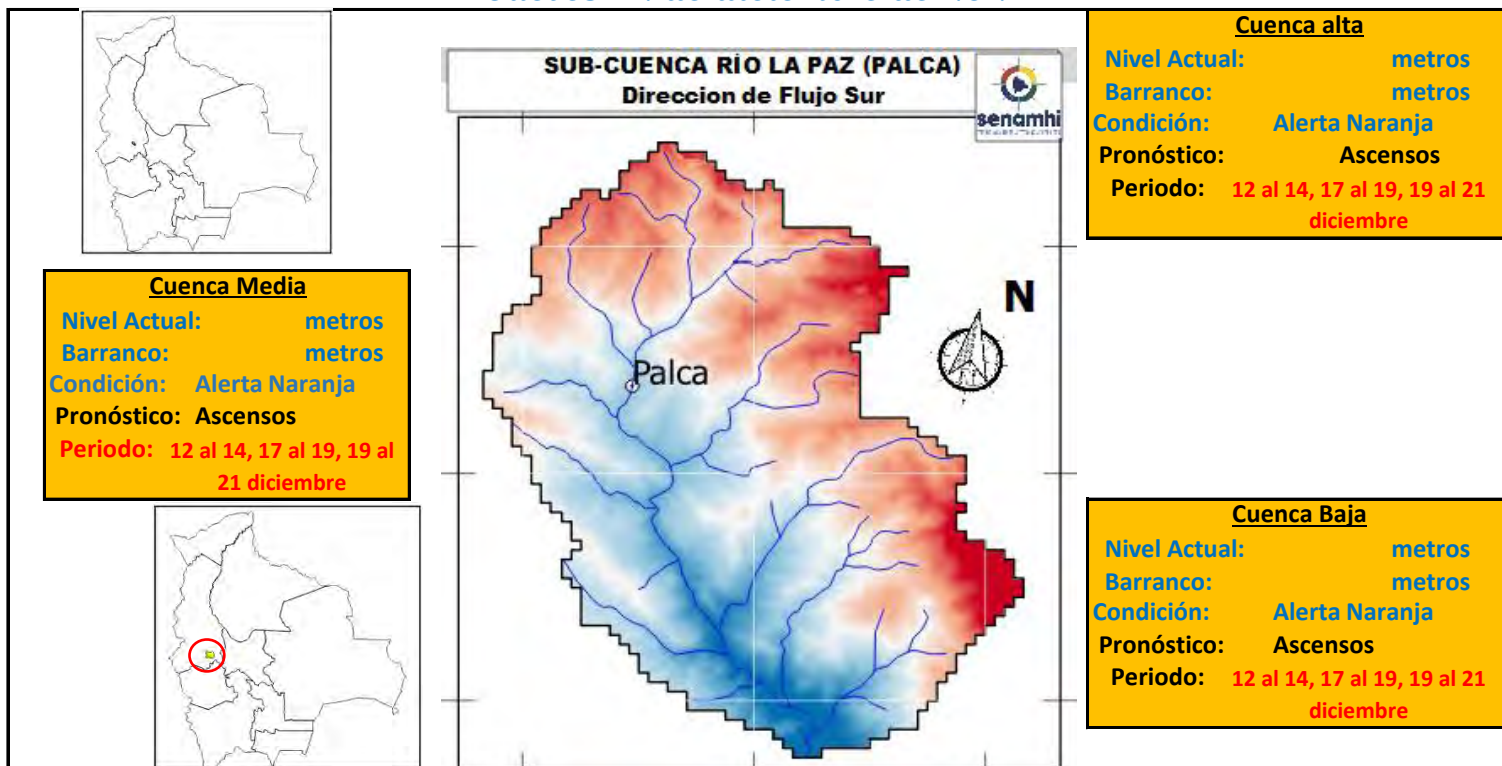 SUB-CUENCA RÍO LA PAZ (PALCA)
Direccion de Flujo Sur
senamhi
Cuenca alta
Nivel Actual: metros
Barranco: metros
Condición: Alerta Naranja
Pronóstico: Ascensos
Periodo: 12 al 14, 17 al 19, 19 al 21
diciembre
Cuenca Media
Nivel Actual: metros
Barranco: metros
Condición: Alerta Naranja
Pronóstico: Ascensos
Periodo: 12 al 14, 17 al 19, 19 al
21 diciembre
N
Palca
Cuenca Baja
Nivel Actual: metros
Barranco: metros
Condición: Alerta Naranja
Pronóstico: Ascensos
Periodo: 12 al 14, 17 al 19, 19 al 21
diciembre